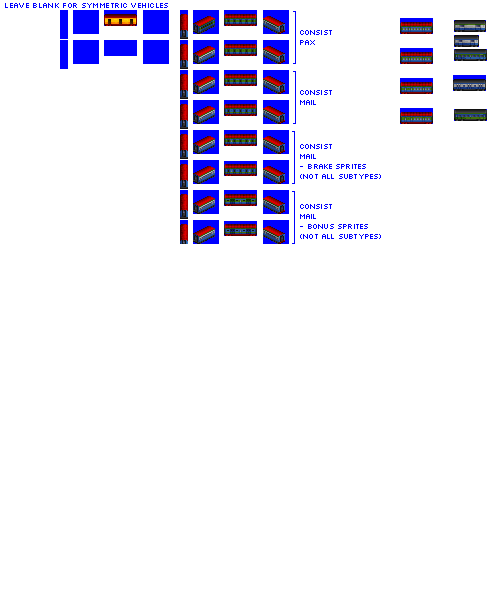 LEAVE BLANK FOR SYMMETRIC VEHICLES
CONSIST
PAX
CONSIST
MAIL
CONSIST
MAIL
- BRAKE SPRITES
(NOT ALL SUBTYPES)
CONSIST
MAIL
- BONUS SPRITES
(NOT ALL SUBTYPES)